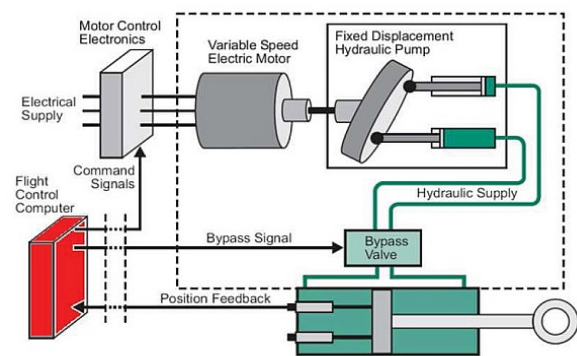 Motor Control
Electronics
Variable Speed
Electric Motor
Fixed Displacement
Hydraulic Pump
Electrical
Supply
Command
Signals
Flight
Control
Computer
Hydraulic Supply
Bypass Signal
Bypass
Valve
Position Feedback